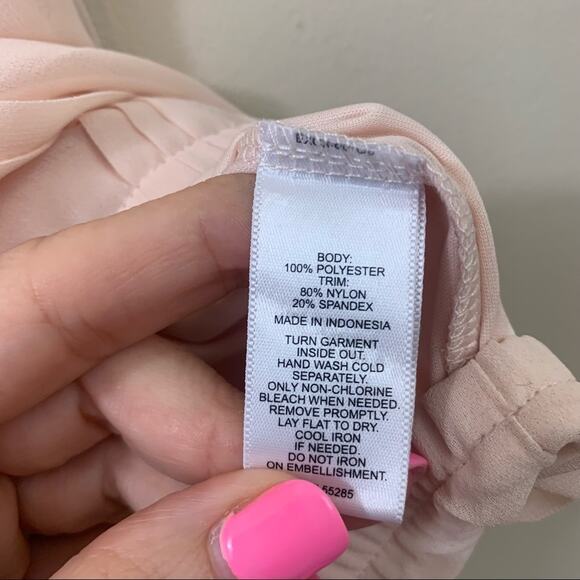 BODY:
100% POLYESTER
TRIM:
80% NYLON
20% SPANDEX
MADE IN INDONESIA
TURN GARMENT
INSIDE OUT.
HAND WASH COLD
SEPARATELY.
ONLY NON-CHLORINE
BLEACH WHEN NEEDED.
REMOVE PROMPTLY.
LAY FLAT TO DRY.
COOL IRON
IF NEEDED.
DO NOT IRON
ON EMBELLISHMENT.
55285